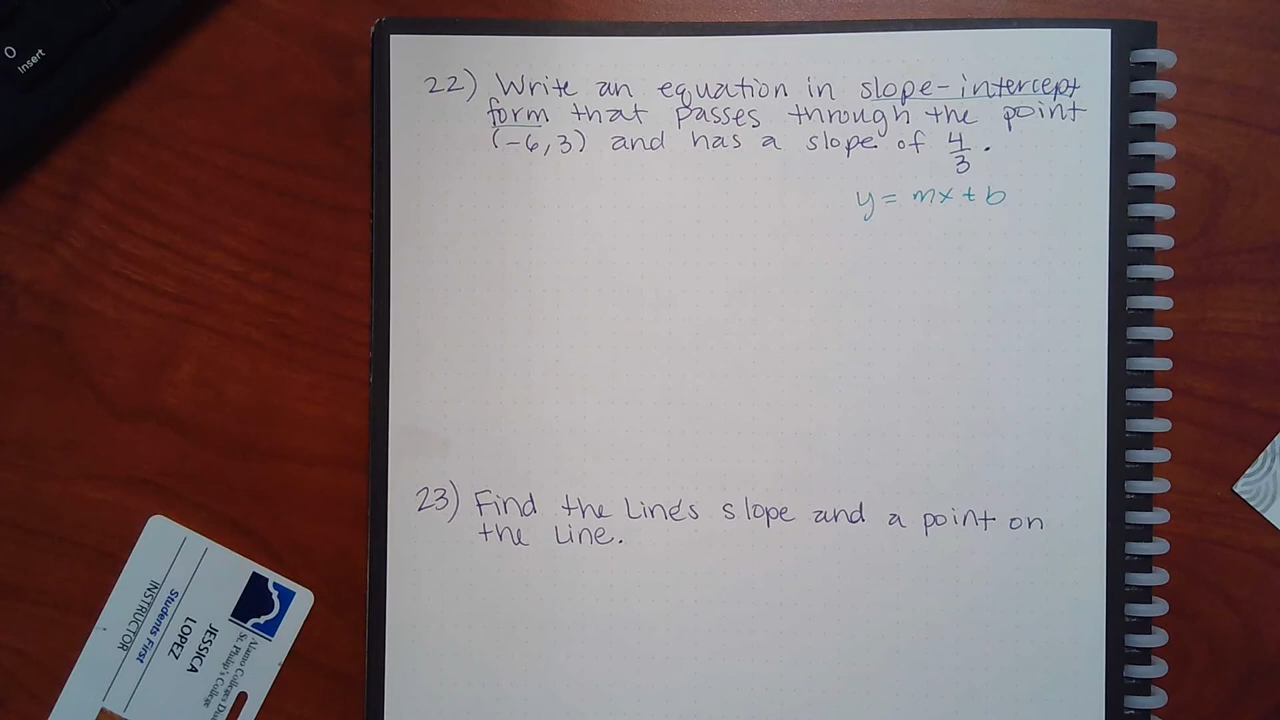 0
Insert
22) Write an equation in slope-intercept
form that passes through the point
(-6,3) and has a slope of 4/3.
y = mx + b
23) Find the Line's slope and a point on
the Line.
INSTRUCTOR
Students First
JESSICA
LOPEZ
St. Philip's College